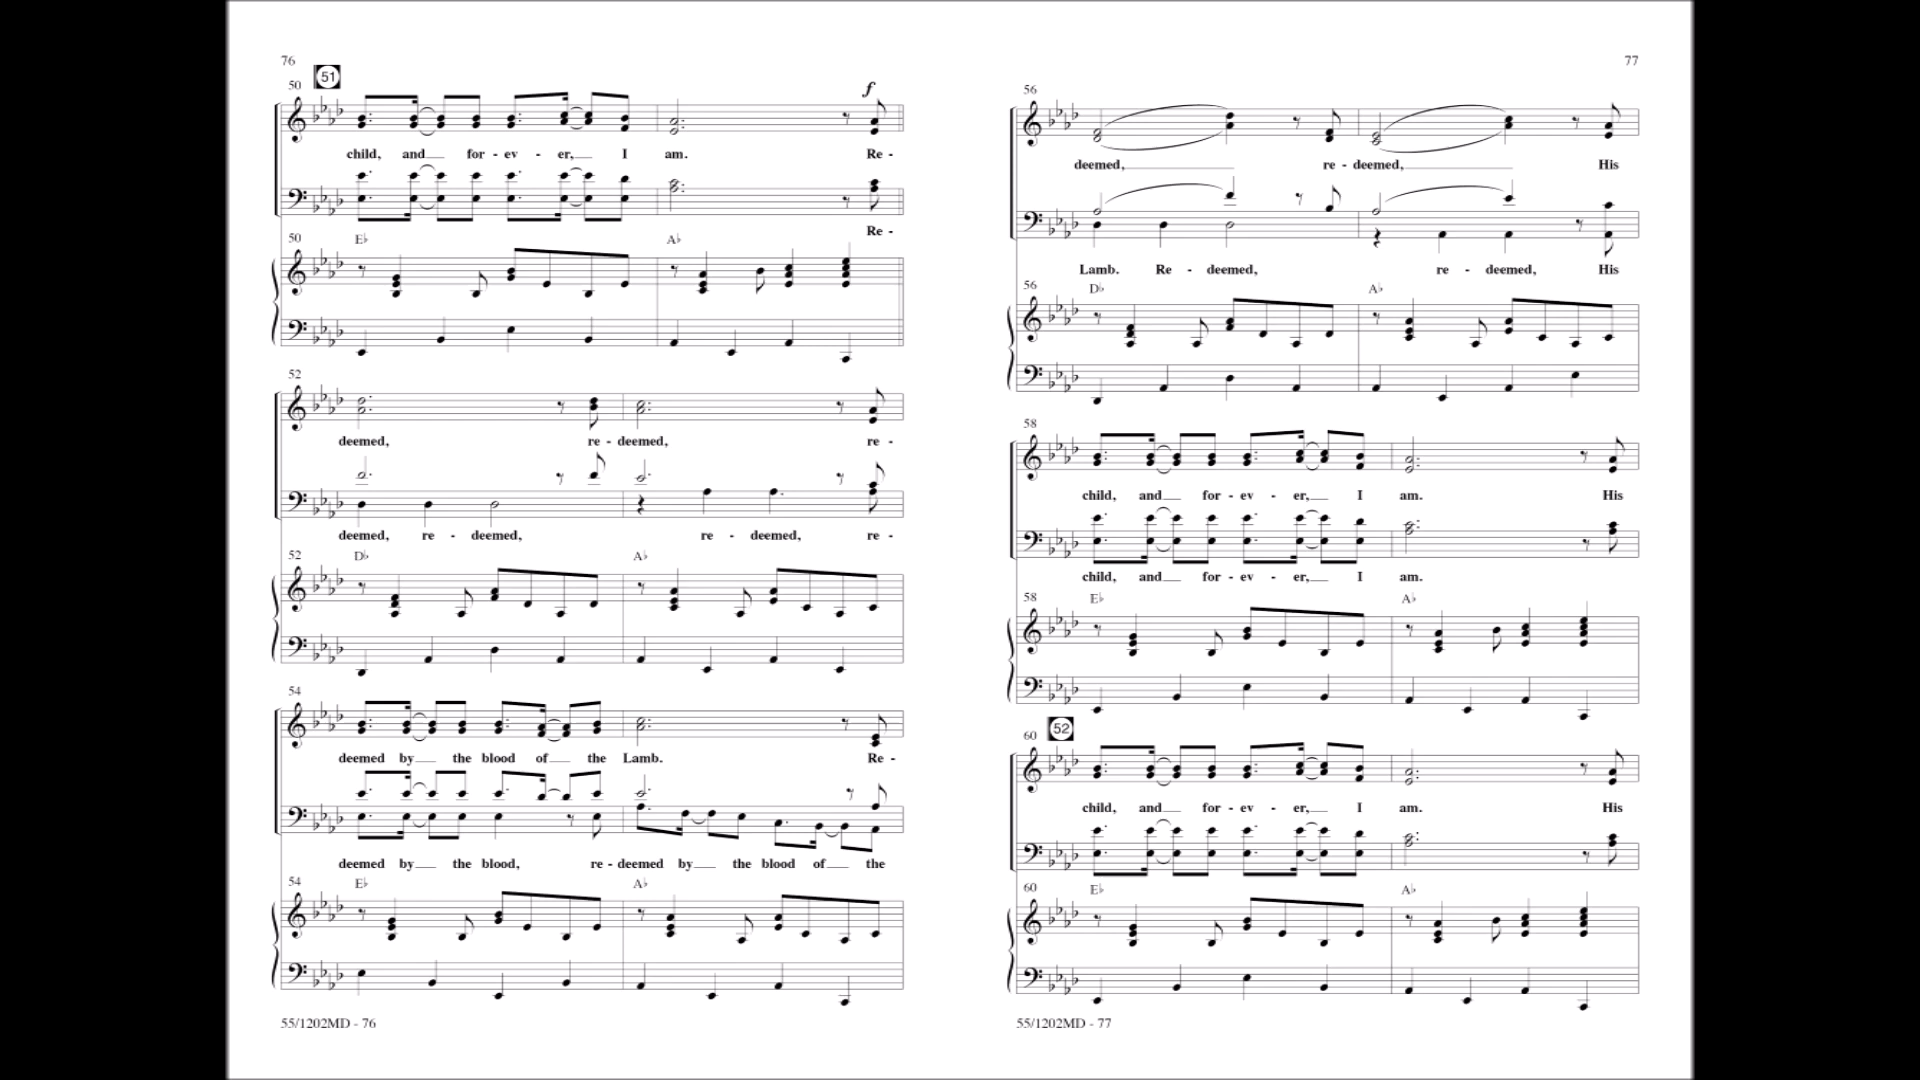 76
51
50
f
child, and for - ev - er, I am. Re -
Re -
50
E♭ A♭
52
deemed, re - deemed, re -
deemed, re - deemed, re - deemed, re -
52
D♭ A♭
54
deemed by the blood of the Lamb. Re -
deemed by the blood, re - deemed by the blood of the
54
E♭ A♭
55/1202MD - 76
77
56
deemed, re - deemed, His
Lamb. Re - deemed, re - deemed, His
56
D♭ A♭
58
child, and for - ev - er, I am. His
child, and for - ev - er, I am.
58
E♭ A♭
52
60
child, and for - ev - er, I am. His
60
E♭ A♭
55/1202MD - 77